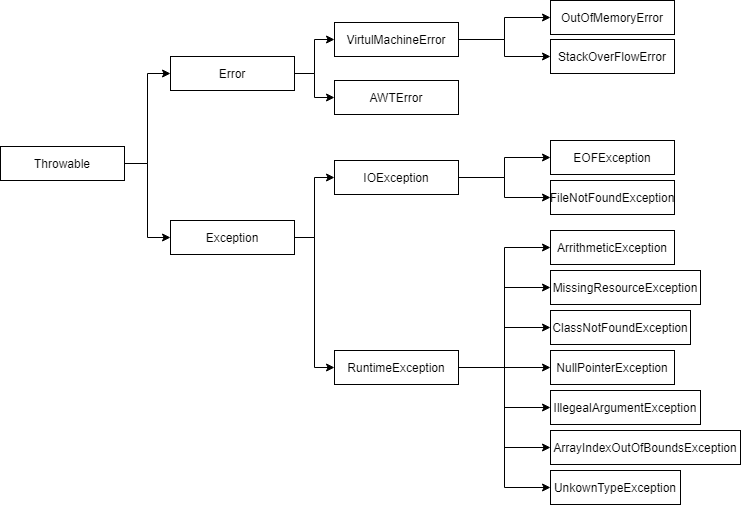 OutOfMemoryError
VirtulMachineError
StackOverFlowError
Error
AWTError
Throwable
EOFException
IOException
FileNotFoundException
Exception
ArrithmeticException
MissingResourceException
ClassNotFoundException
RuntimeException
NullPointerException
IllegealArgumentException
ArrayIndexOutOfBoundsException
UnkownTypeException